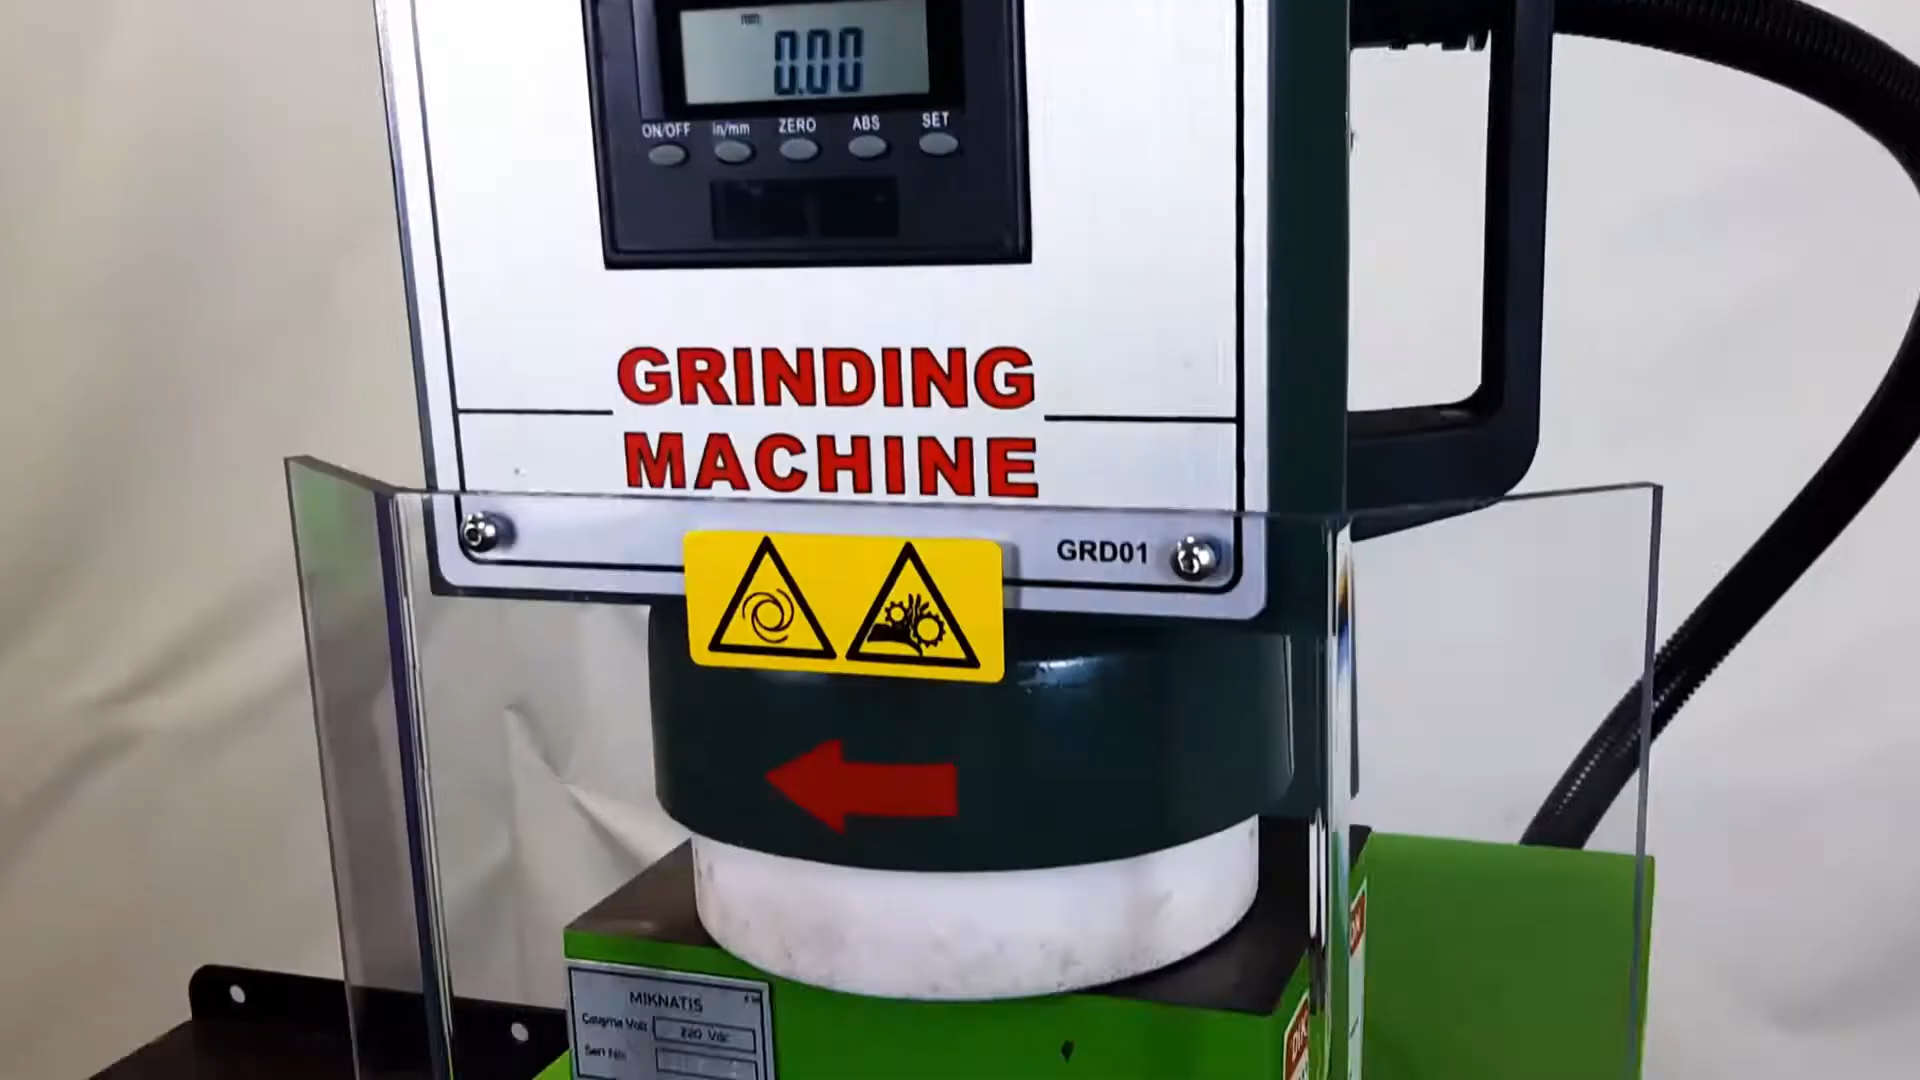 mm
0.00
ON/OFF in/mm ZERO ABS SET
GRINDING
MACHINE
GRD01
MIKNATIS
Çalışma Volt 220 Vdc
Seri No